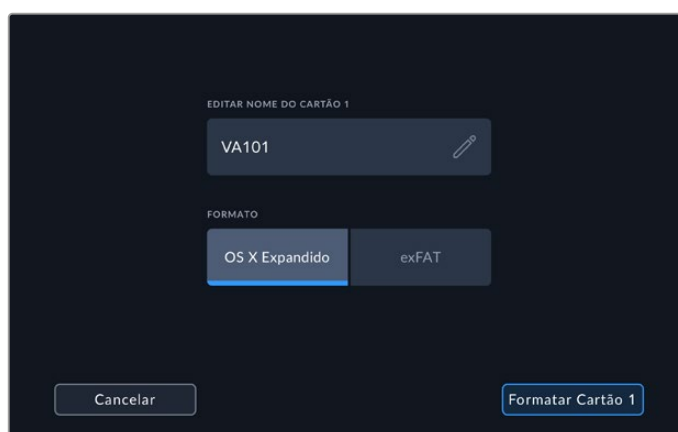 EDITAR NOME DO CARTÃO 1
VA101
FORMATO
OS X Expandido
exFAT
Cancelar
Formatar Cartão 1